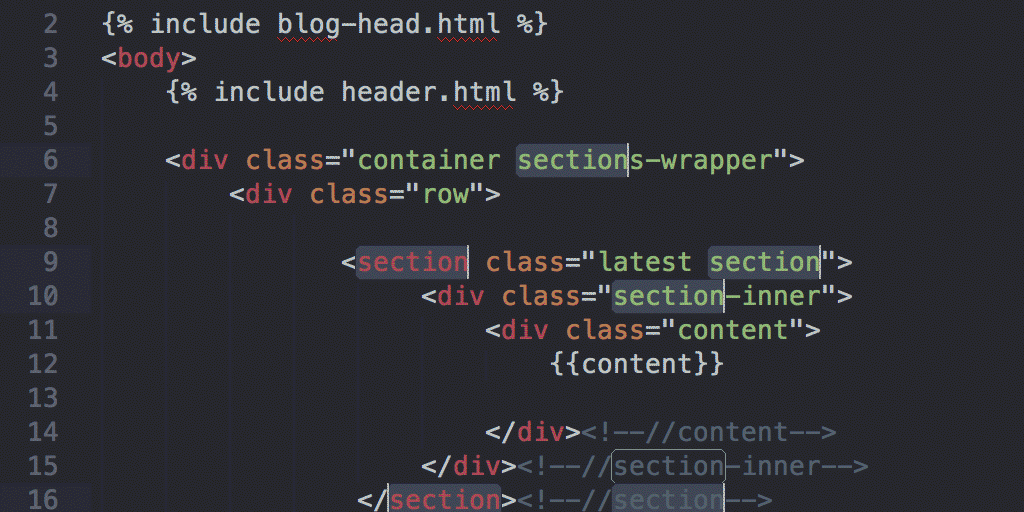 2 {% include blog-head.html %}
3 <body>
4     {% include header.html %}
5
6     <div class="container sections-wrapper">
7         <div class="row">
8
9                <section class="latest section">
10                    <div class="section-inner">
11                        <div class="content">
12                            {{content}}
13
14                        </div><!--//content-->
15                    </div><!--//section-inner-->
16                </section><!--//section-->